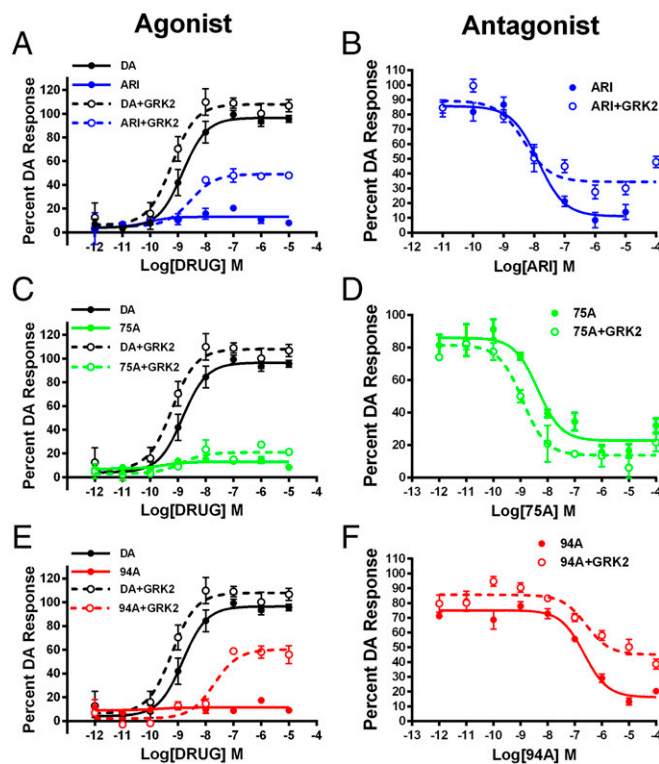 Agonist
Antagonist
A
DA
ARI
DA+GRK2
ARI+GRK2
Percent DA Response
120
100
80
60
40
20
0
-12 -11 -10 -9 -8 -7 -6 -5 -4
Log[DRUG] M
B
ARI
ARI+GRK2
Percent DA Response
110
100
90
80
70
60
50
40
30
20
10
0
-12 -11 -10 -9 -8 -7 -6 -5 -4
Log[ARI] M
C
DA
75A
DA+GRK2
75A+GRK2
Percent DA Response
120
100
80
60
40
20
0
-12 -11 -10 -9 -8 -7 -6 -5 -4
Log[DRUG] M
D
75A
75A+GRK2
Percent DA Response
100
80
60
40
20
0
-13 -12 -11 -10 -9 -8 -7 -6 -5 -4
Log[75A] M
E
DA
94A
DA+GRK2
94A+GRK2
Percent DA Response
120
100
80
60
40
20
0
-12 -11 -10 -9 -8 -7 -6 -5 -4
Log[DRUG] M
F
94A
94A+GRK2
Percent DA Response
110
100
90
80
70
60
50
40
30
20
10
0
-12 -11 -10 -9 -8 -7 -6 -5 -4
Log[94A] M